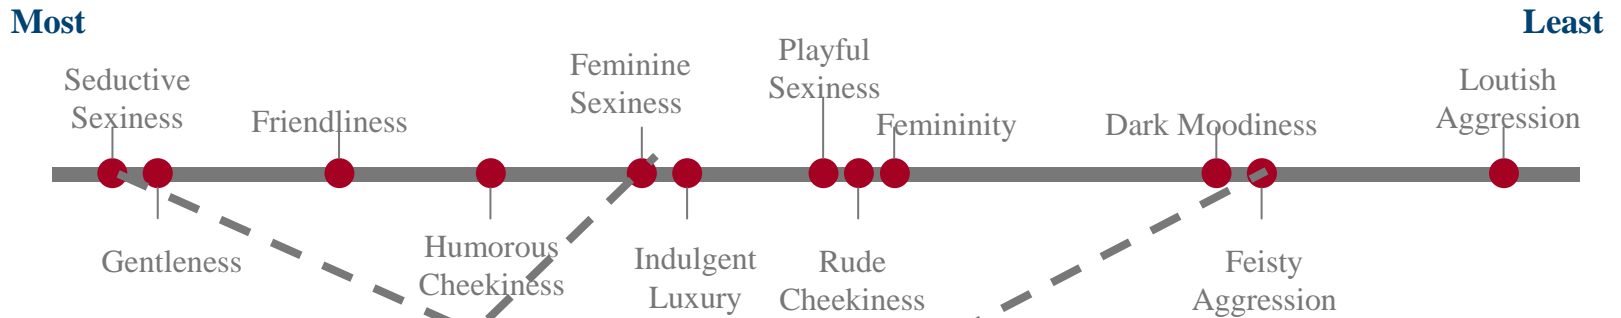 Most
Least
Seductive
Sexiness
Friendliness
Feminine
Sexiness
Playful
Sexiness
Femininity
Dark Moodiness
Loutish
Aggression
Gentleness
Humorous
Cheekiness
Indulgent
Luxury
Rude
Cheekiness
Feisty
Aggression